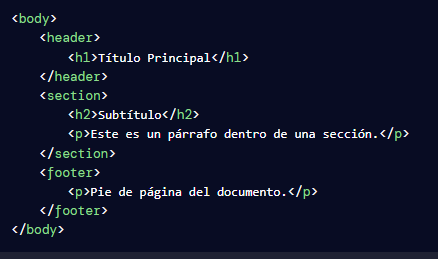 <body>
<header>
<h1>Título Principal</h1>
</header>
<section>
<h2>Subtítulo</h2>
<p>Este es un párrafo dentro de una sección.</p>
</section>
<footer>
<p>Pie de página del documento.</p>
</footer>
</body>